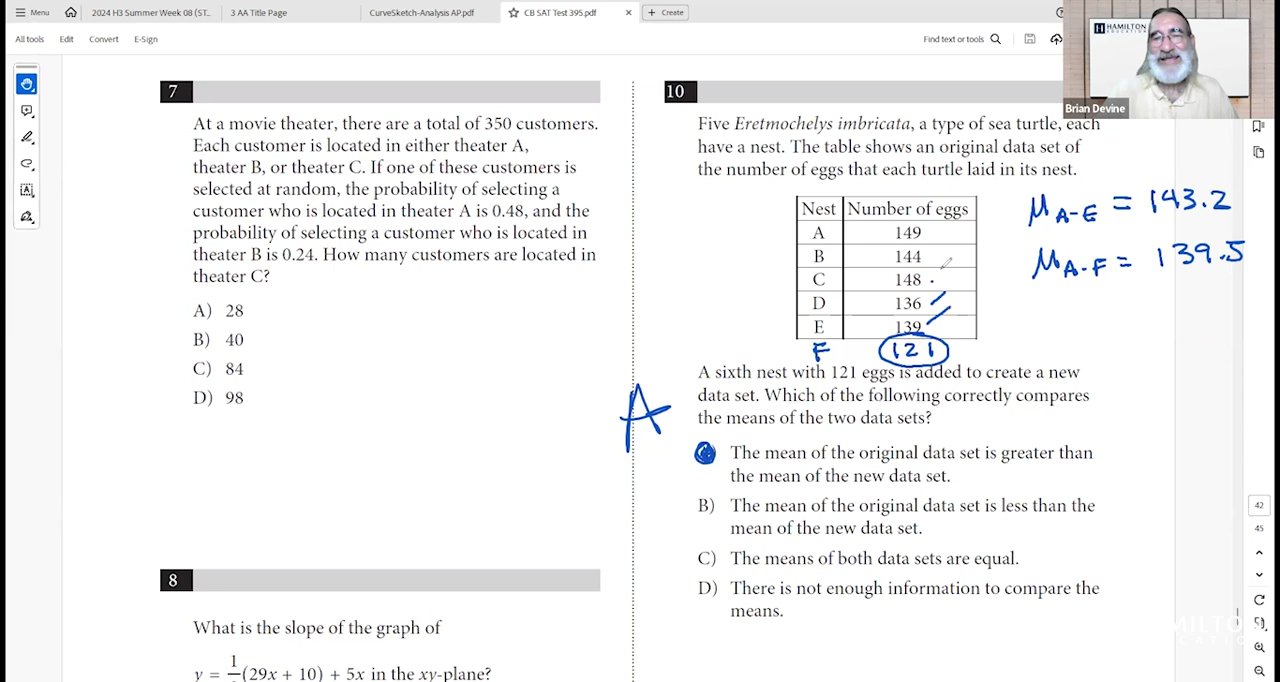 Menu
2024 H3 Summer Week 08 (ST...
3 AA Title Page
CurveSketch-Analysis AP.pdf
CB SAT Test 395.pdf
Create
All tools
Edit
Convert
E-Sign
Find text or tools
HAMILTON
EDUCATION
Brian Devine
7
At a movie theater, there are a total of 350 customers.
Each customer is located in either theater A,
theater B, or theater C. If one of these customers is
selected at random, the probability of selecting a
customer who is located in theater A is 0.48, and the
probability of selecting a customer who is located in
theater B is 0.24. How many customers are located in
theater C?
A) 28
B) 40
C) 84
D) 98
8
What is the slope of the graph of
y = 1/ (29x + 10) + 5x in the xy-plane?
10
Five Eretmochelys imbricata, a type of sea turtle, each
have a nest. The table shows an original data set of
the number of eggs that each turtle laid in its nest.
Nest Number of eggs
A 149
B 144
C 148
D 136
E 139
F 121
μA-E = 143.2
μA-F = 139.5
A sixth nest with 121 eggs is added to create a new
data set. Which of the following correctly compares
the means of the two data sets?
A
The mean of the original data set is greater than
the mean of the new data set.
B) The mean of the original data set is less than the
mean of the new data set.
C) The means of both data sets are equal.
D) There is not enough information to compare the
means.
42
45